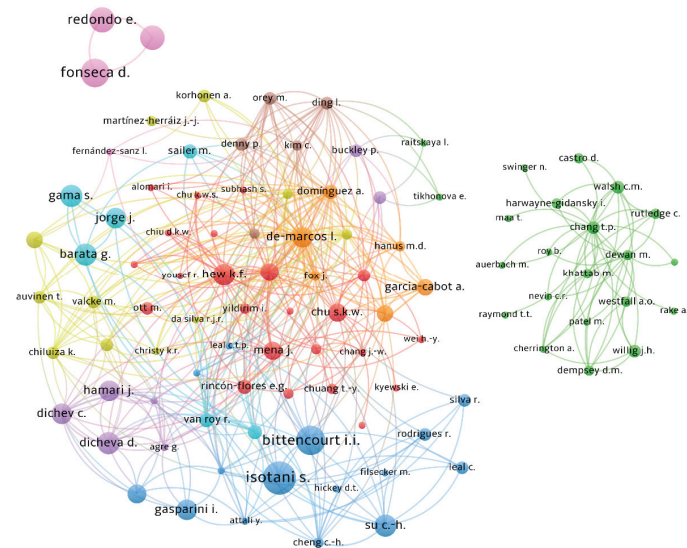 redondo e.
fonseca d.
korhonen a.
orey m.
ding l.
martínez-herráiz j.-j.
raitskaya l.
denny p.
kim c.
buckley p.
fernández-sanz l.
sailer m.
castro d.
swinger n.
alomari i.
chu k.w.s.
subhash s.
dominguez a.
tikhonova e.
walsh c.m.
gama s.
harwayne-gidansky i.
rutledge c.
jorge j.
maa t.
chang t.p.
chiu d.k.w.
de-marcos l.
hanus m.d.
barata g.
roy b.
dewan m.
auerbach m.
yousef r.
hew k.f.
fox j.
khattab m.
garcia-cabot a.
auvinen t.
valcke m.
ott m.
yildirim i.
chu s.k.w.
nevin c.r.
westfall a.o.
rake a.
raymond t.t.
da silva r.j.r.
patel m.
wei h.-y.
chiluiza k.
christy k.r.
leal c.t.p.
mena j.
chang j.-w.
cherrington a.
willig j.h.
dempsey d.m.
hamari j.
rincón-flores e.g.
chuang t.-y.
kyewski e.
silva r.
dichev c.
van roy r.
dicheva d.
agre g.
bittencourt i.i.
rodrigues r.
isotani s.
filsecker m.
leal c.
hickey d.t.
gasparini i.
attali y.
su c.-h.
cheng c.-h.